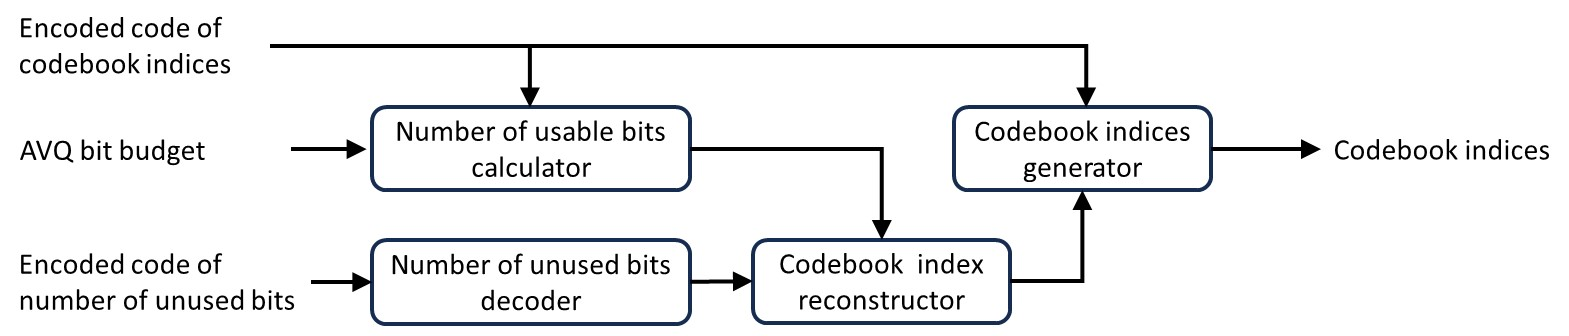 Encoded code of
codebook indices
AVQ bit budget
Number of usable bits
calculator
Codebook indices
generator
Codebook indices
Encoded code of
number of unused bits
Number of unused bits
decoder
Codebook index
reconstructor